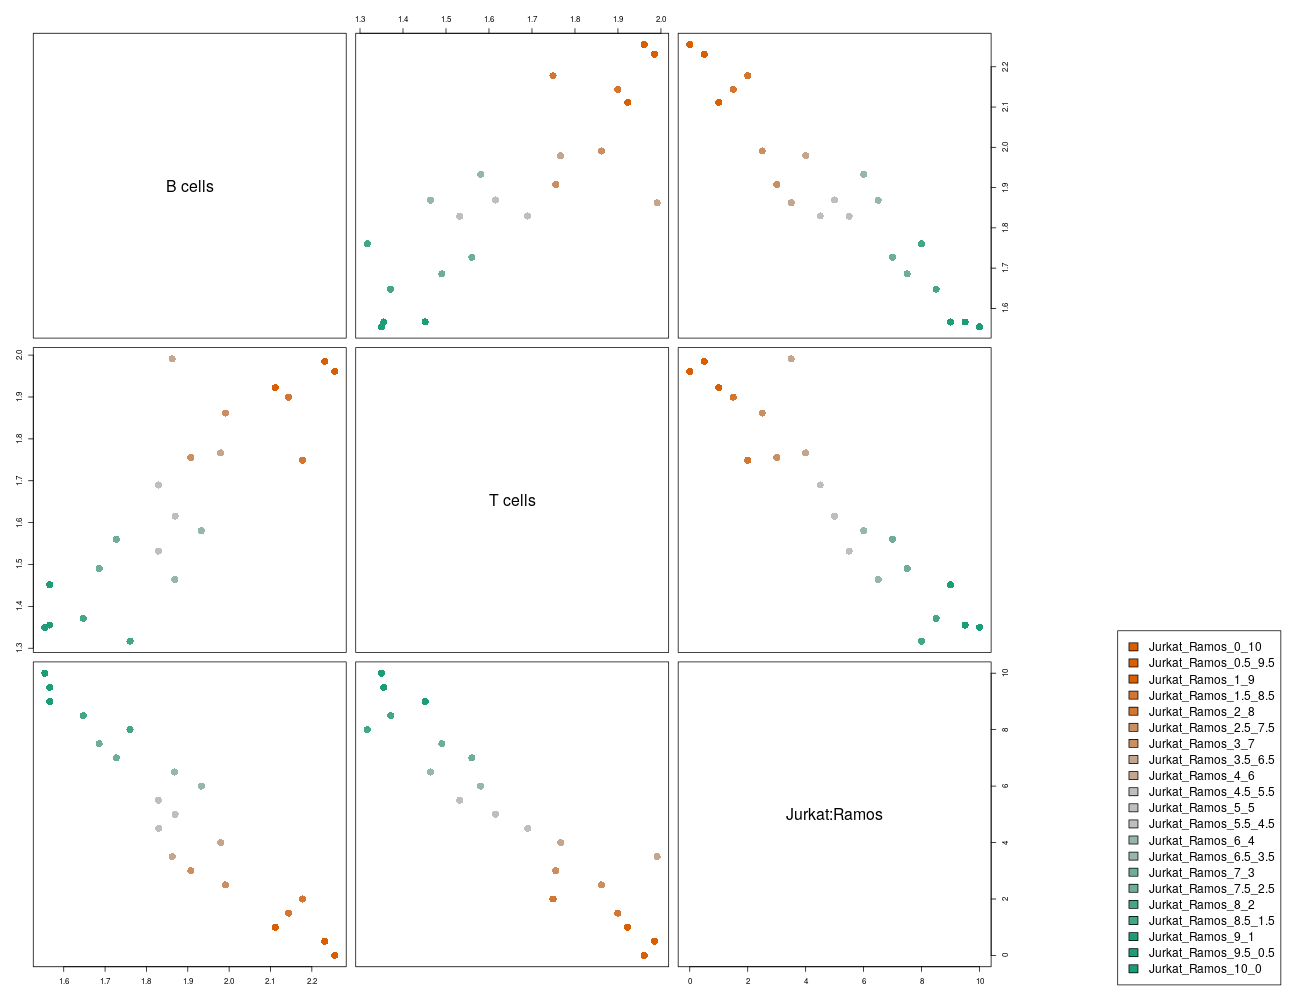 1.3 1.4 1.5 1.6 1.7 1.8 1.9 2.0
B cells
1.6 1.7 1.8 1.9 2.0 2.1 2.2
1.3 1.4 1.5 1.6 1.7 1.8 1.9 2.0
T cells
Jurkat:Ramos
0 2 4 6 8 10
1.6 1.7 1.8 1.9 2.0 2.1 2.2
0 2 4 6 8 10
Jurkat_Ramos_0_10
Jurkat_Ramos_0.5_9.5
Jurkat_Ramos_1_9
Jurkat_Ramos_1.5_8.5
Jurkat_Ramos_2_8
Jurkat_Ramos_2.5_7.5
Jurkat_Ramos_3_7
Jurkat_Ramos_3.5_6.5
Jurkat_Ramos_4_6
Jurkat_Ramos_4.5_5.5
Jurkat_Ramos_5_5
Jurkat_Ramos_5.5_4.5
Jurkat_Ramos_6_4
Jurkat_Ramos_6.5_3.5
Jurkat_Ramos_7_3
Jurkat_Ramos_7.5_2.5
Jurkat_Ramos_8_2
Jurkat_Ramos_8.5_1.5
Jurkat_Ramos_9_1
Jurkat_Ramos_9.5_0.5
Jurkat_Ramos_10_0